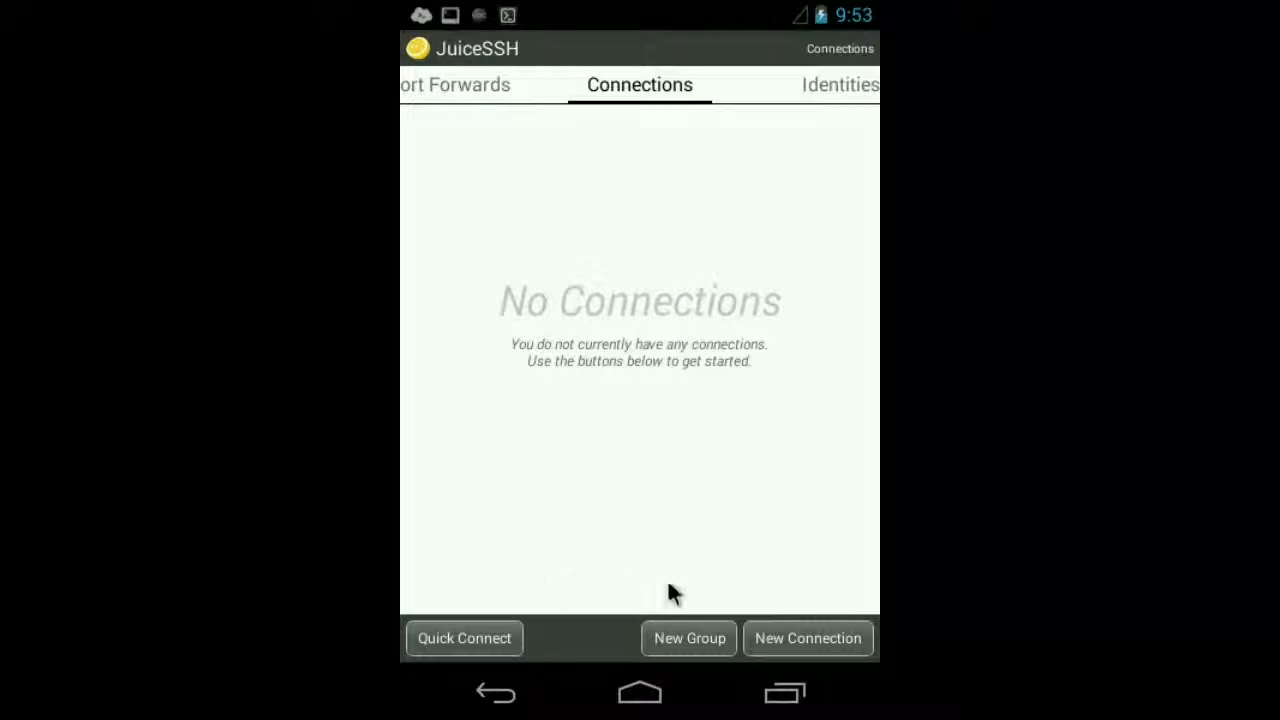 9:53
JuiceSSH
Connections
ort Forwards
Connections
Identities
No Connections
You do not currently have any connections.
Use the buttons below to get started.
Quick Connect
New Group
New Connection